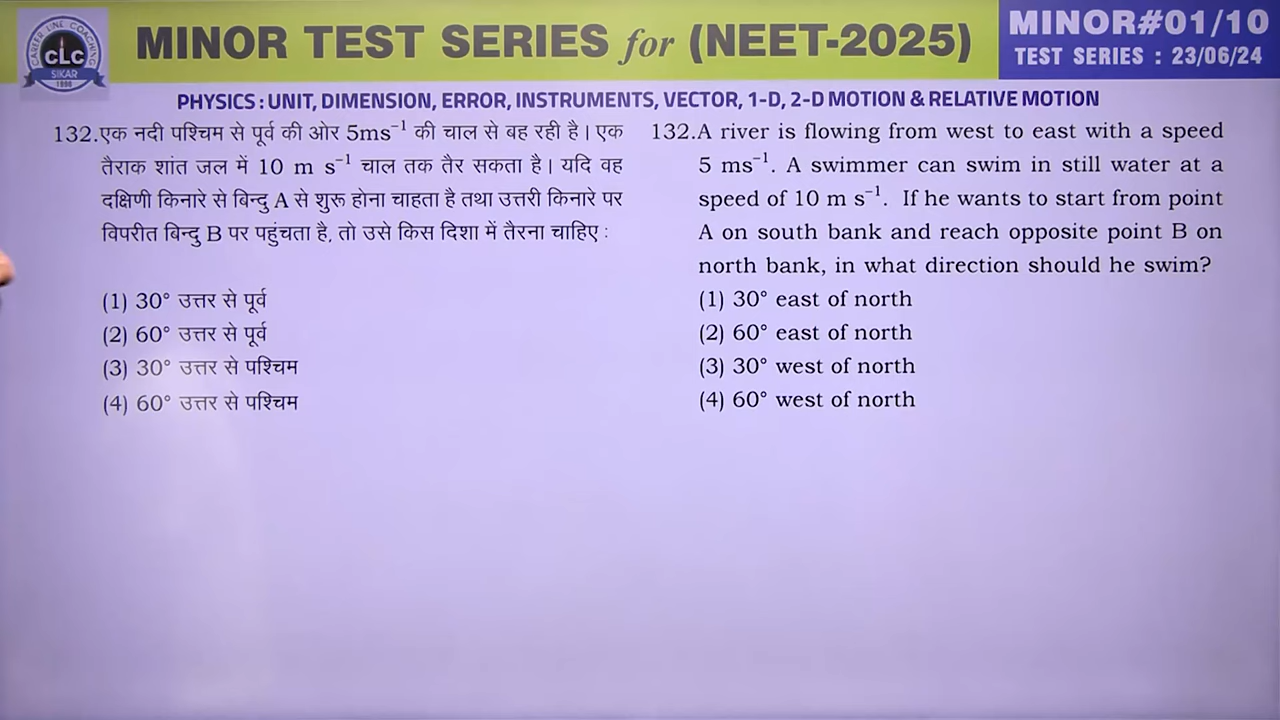 CAREER LINE COACHING
CLC
SIKAR
1996
MINOR TEST SERIES for (NEET-2025)
MINOR#01/10
TEST SERIES : 23/06/24
PHYSICS : UNIT, DIMENSION, ERROR, INSTRUMENTS, VECTOR, 1-D, 2-D MOTION & RELATIVE MOTION
132.एक नदी पश्चिम से पूर्व की ओर 5ms⁻¹ की चाल से बह रही है। एक
तैराक शांत जल में 10 m s⁻¹ चाल तक तैर सकता है। यदि वह
दक्षिणी किनारे से बिन्दु A से शुरू होना चाहता है तथा उत्तरी किनारे पर
विपरीत बिन्दु B पर पहुंचता है, तो उसे किस दिशा में तैरना चाहिए :
(1) 30° उत्तर से पूर्व
(2) 60° उत्तर से पूर्व
(3) 30° उत्तर से पश्चिम
(4) 60° उत्तर से पश्चिम
132.A river is flowing from west to east with a speed
5 ms⁻¹. A swimmer can swim in still water at a
speed of 10 m s⁻¹. If he wants to start from point
A on south bank and reach opposite point B on
north bank, in what direction should he swim?
(1) 30° east of north
(2) 60° east of north
(3) 30° west of north
(4) 60° west of north